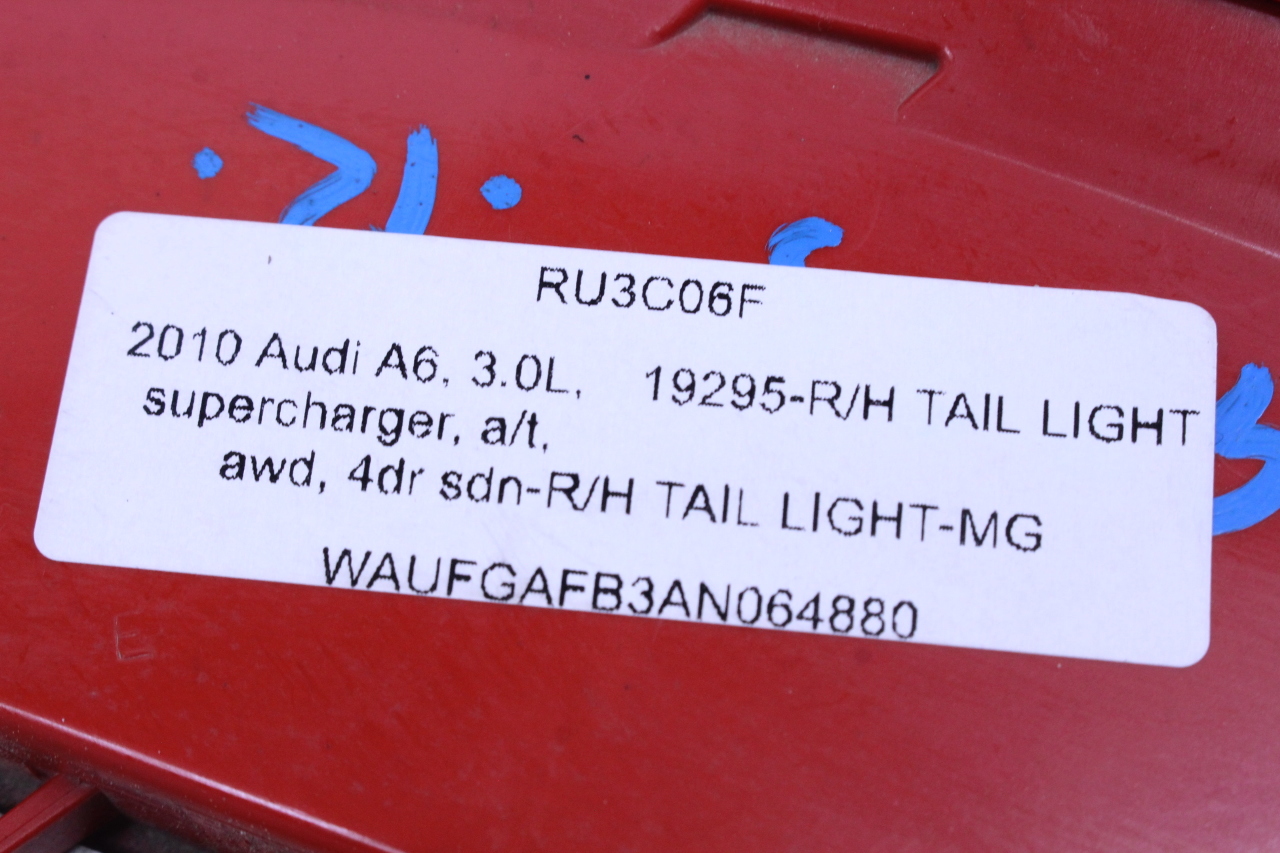 RU3C06F
2010 Audi A6, 3.0L, 19295-R/H TAIL LIGHT
supercharger, a/t,
awd, 4dr sdn-R/H TAIL LIGHT-MG
WAUFGAFB3AN064880